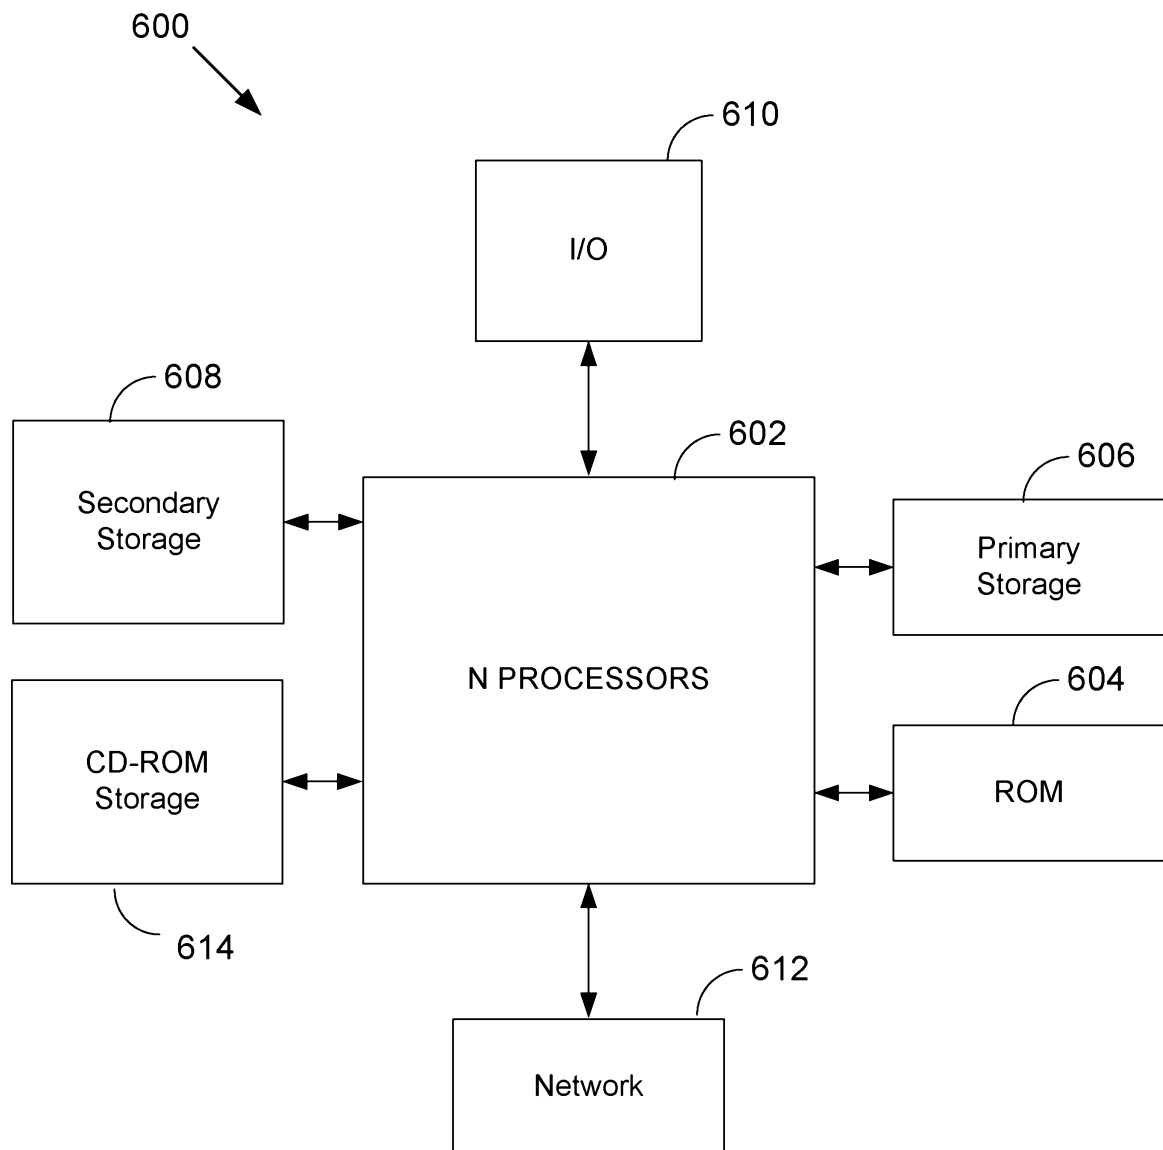 600
610
I/O
608
602
606
Secondary
Storage
Primary
Storage
N PROCESSORS
604
CD-ROM
Storage
ROM
614
612
Network